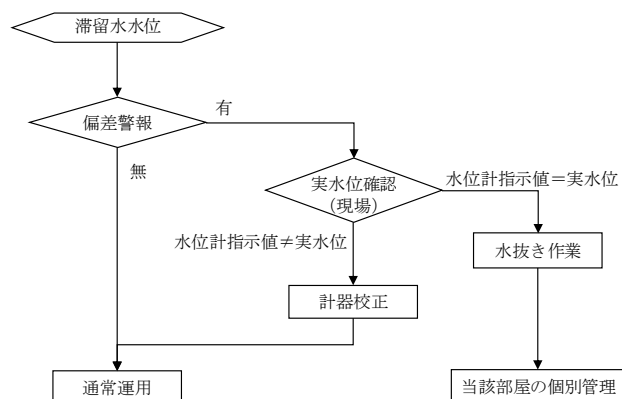 滞留水水位
偏差警報
有
無
実水位確認
(現場)
水位計指示値＝実水位
水位計指示値≠実水位
水抜き作業
計器校正
通常運用
当該部屋の個別管理